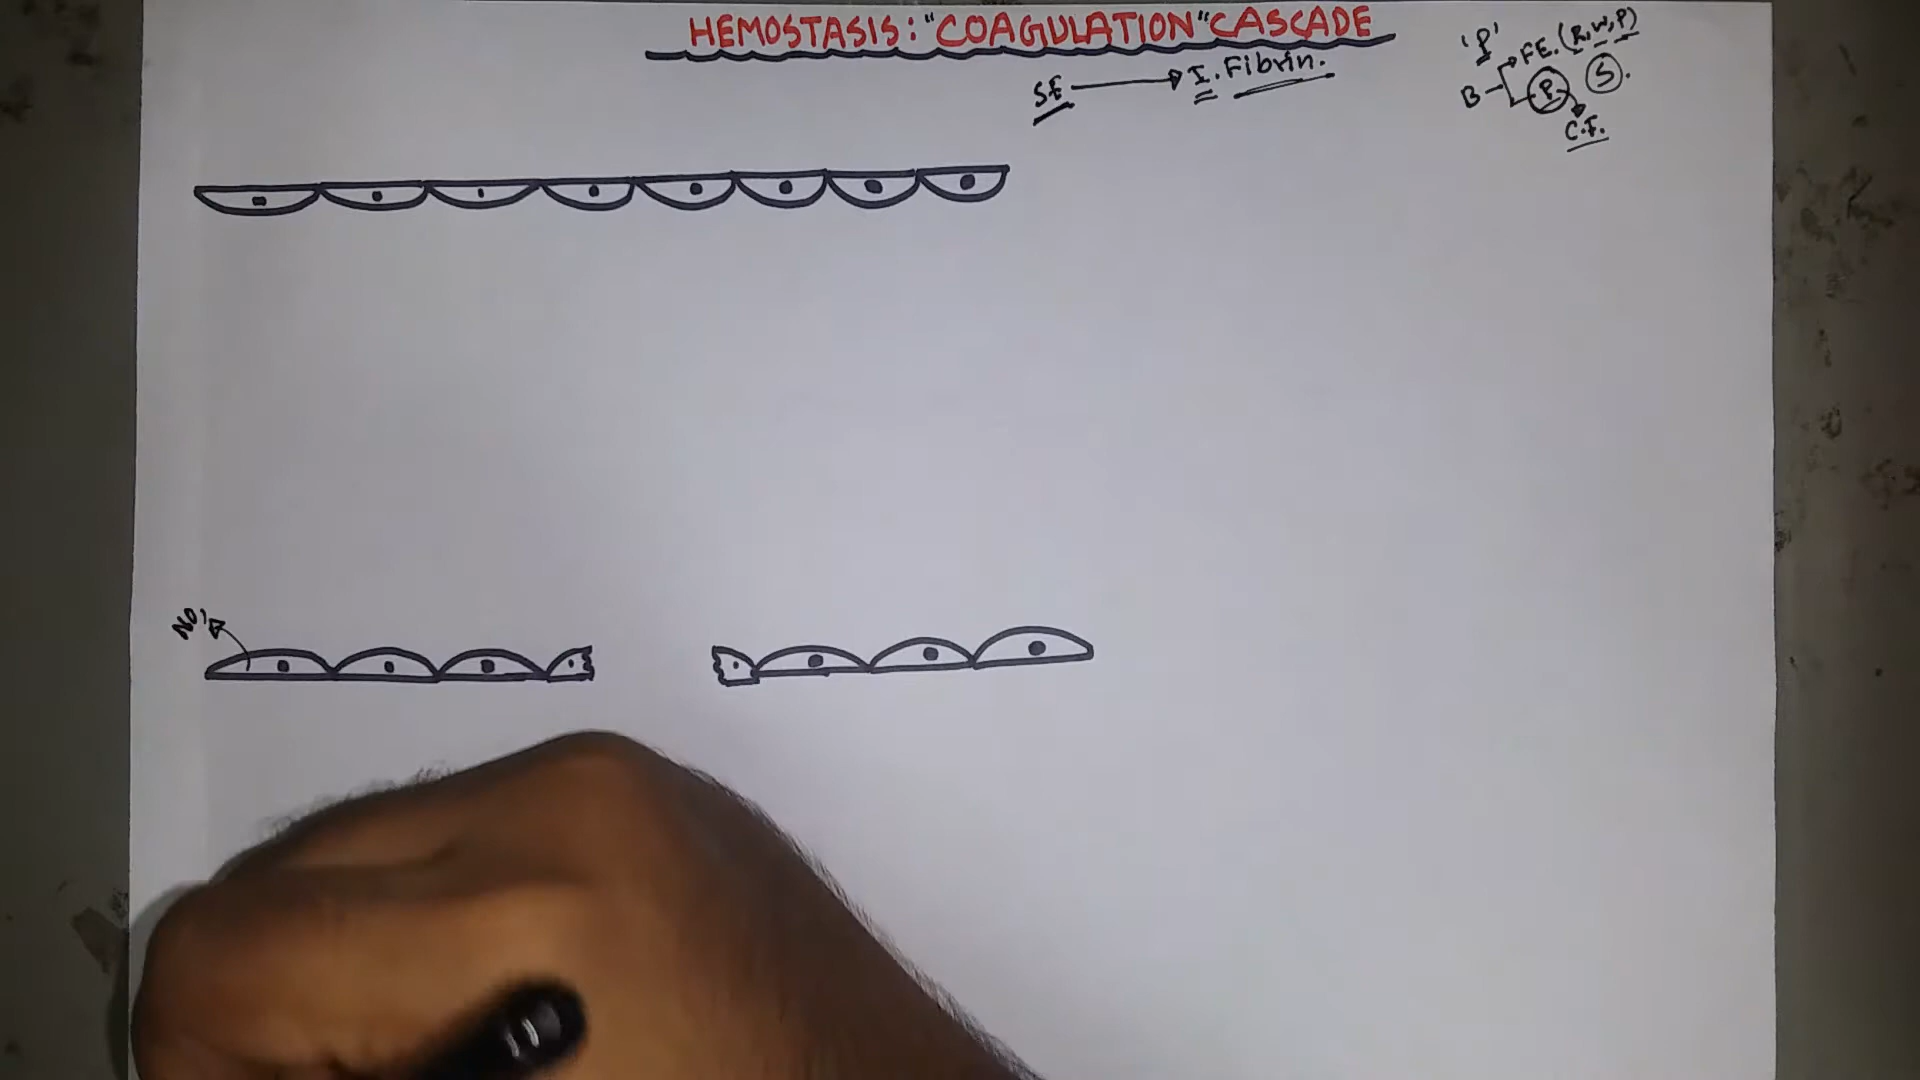 HEMOSTASIS: "COAGULATION" CASCADE
SF → I. Fibrin.
FE. (R, W, P)
B
P
S.
C.F.
NO,